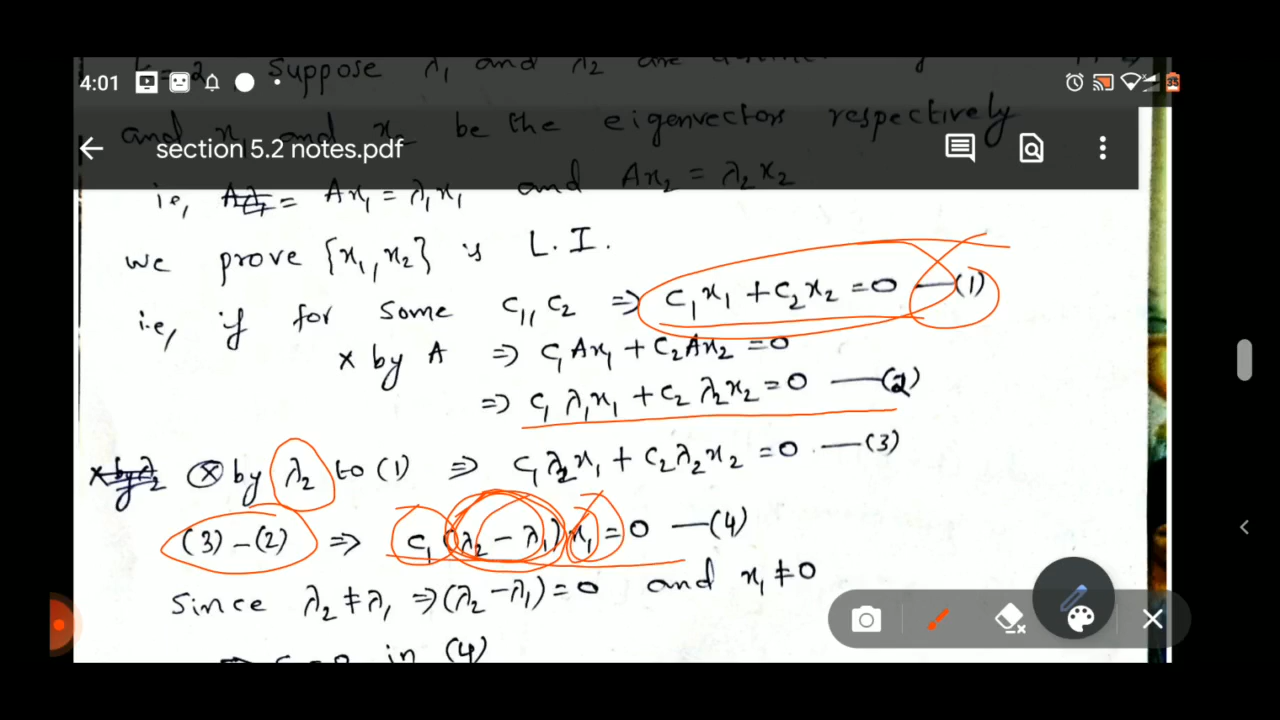 4:01
35
k=2 suppose λ₁ and λ₂ are
and x₁ and x₂ be the eigenvectors respectively
section 5.2 notes.pdf
i.e, Ax₁ = λ₁x₁ and Ax₂ = λ₂x₂
we prove {x₁, x₂} is L.I.
i.e, if for some c₁, c₂ ⇒ c₁x₁ + c₂x₂ = 0 —(1)
x by A ⇒ c₁Ax₁ + c₂Ax₂ = 0
⇒ c₁λ₁x₁ + c₂λ₂x₂ = 0 —(2)
ⓧ by λ₂ to (1) ⇒ c₁λ₂x₁ + c₂λ₂x₂ = 0 —(3)
(3) – (2) ⇒ c₁(λ₂ – λ₁)x₁ = 0 —(4)
since λ₂ ≠ λ₁ ⇒ (λ₂ – λ₁) = 0 and x₁ ≠ 0
in (4)